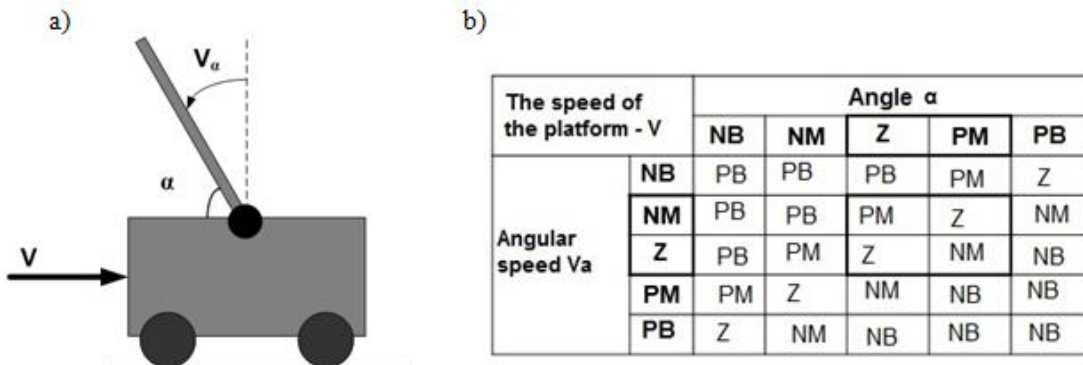 a)
Vα
α
V
b)
The speed of the platform - V Angle α
NB NM Z PM PB
NB PB PB PB PM Z
NM PB PB PM Z NM
Angular speed Va Z PB PM Z NM NB
PM PM Z NM NB NB
PB Z NM NB NB NB